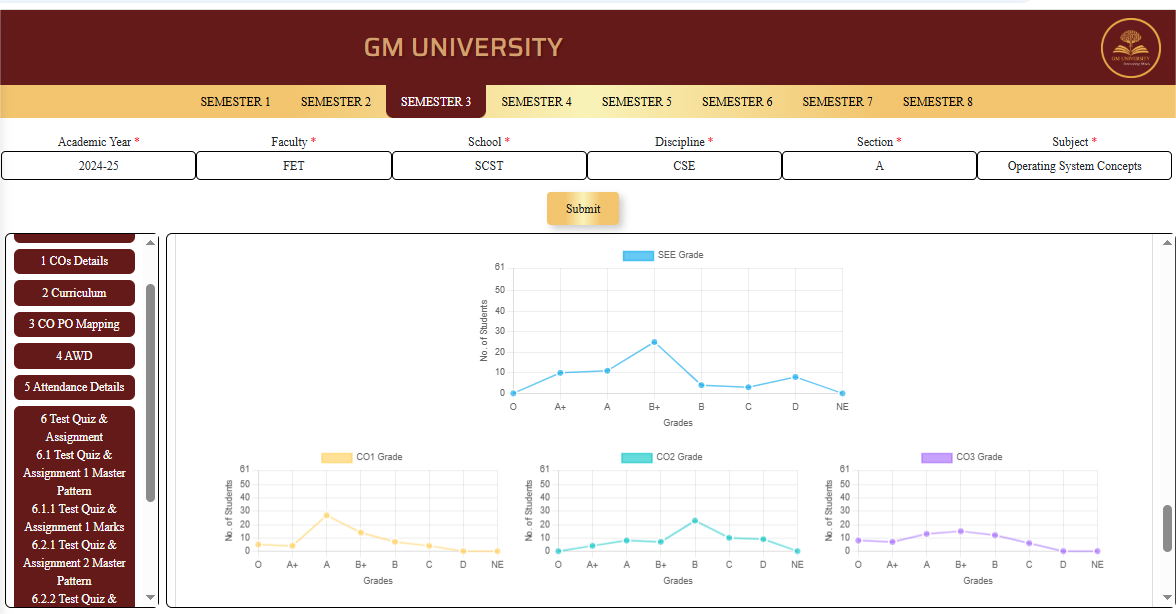 GM UNIVERSITY
GM UNIVERSITY
SEMESTER 1 SEMESTER 2 SEMESTER 3 SEMESTER 4 SEMESTER 5 SEMESTER 6 SEMESTER 7 SEMESTER 8
Academic Year * Faculty * School * Discipline * Section * Subject *
2024-25 FET SCST CSE A Operating System Concepts
Submit
1 COs Details
2 Curriculum
3 CO PO Mapping
4 AWD
5 Attendance Details
6 Test Quiz &
Assignment
6.1 Test Quiz &
Assignment 1 Master
Pattern
6.1.1 Test Quiz &
Assignment 1 Marks
6.2.1 Test Quiz &
Assignment 2 Master
Pattern
6.2.2 Test Quiz &
SEE Grade
No. of Students
61
50
40
30
20
10
0
O A+ A B+ B C D NE
Grades
CO1 Grade
No. of Students
61
50
40
30
20
10
0
O A+ A B+ B C D NE
Grades
CO2 Grade
No. of Students
61
50
40
30
20
10
0
O A+ A B+ B C D NE
Grades
CO3 Grade
No. of Students
61
50
40
30
20
10
0
O A+ A B+ B C D NE
Grades